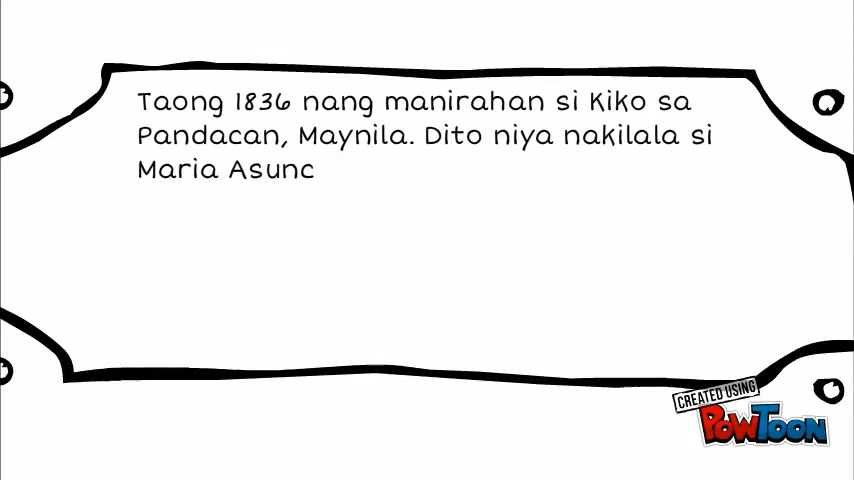 Taong 1836 nang manirahan si Kiko sa
Pandacan, Maynila. Dito niya nakilala si
Maria Asunc
CREATED USING
POWTOON